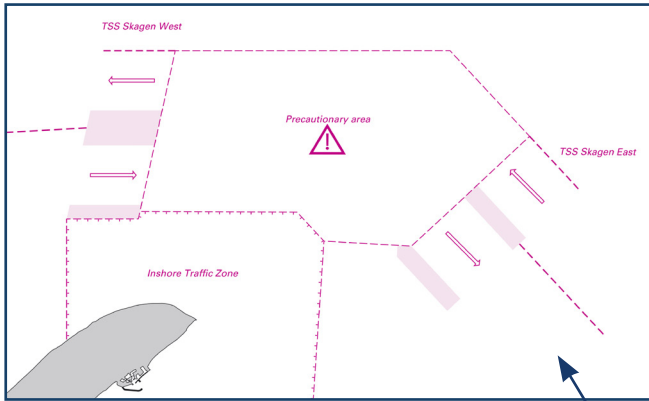 TSS Skagen West
Precautionary area
!
TSS Skagen East
Inshore Traffic Zone